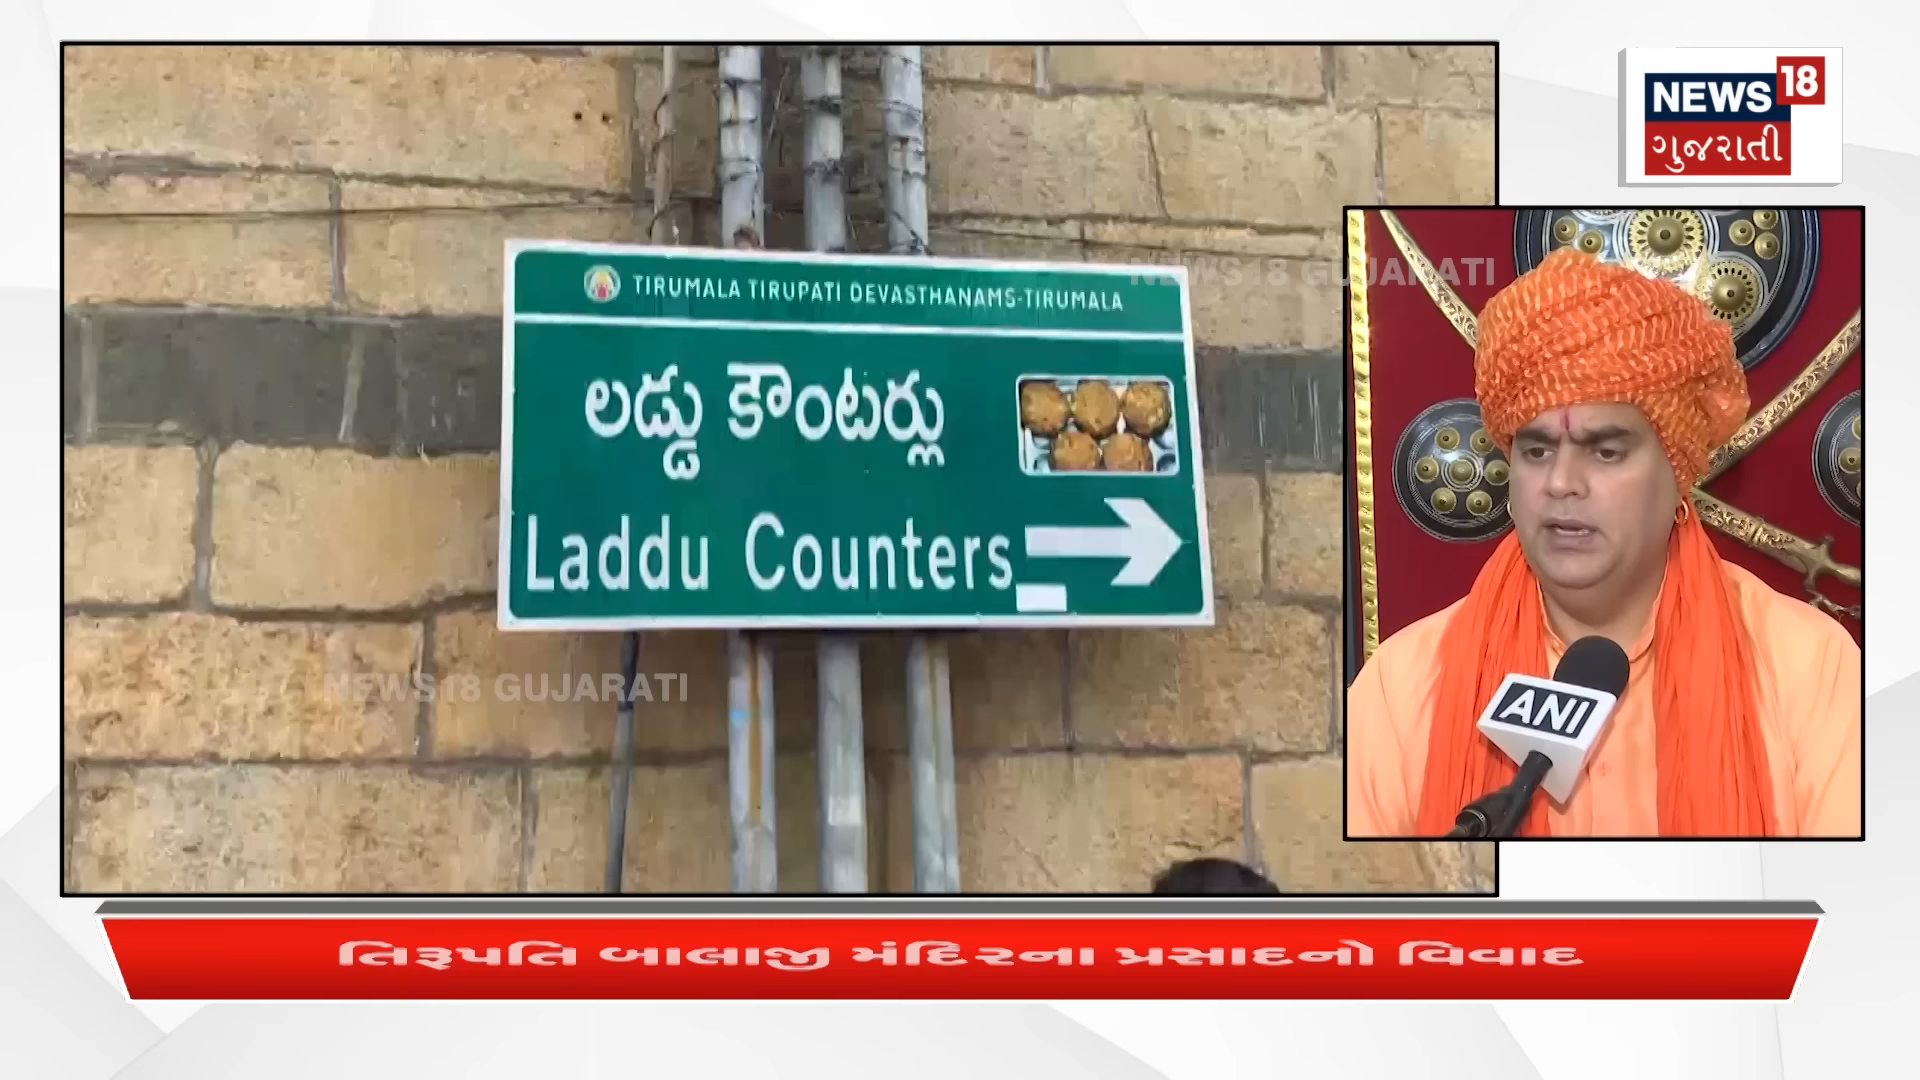 NEWS 18
ગુજરાતી
TIRUMALA TIRUPATI DEVASTHANAMS-TIRUMALA
లడ్డు కౌంటర్లు
Laddu Counters
NEWS18 GUJARATI
NEWS18 GUJARATI
ANI
તિરૂપતિ બાલાજી મંદિરના પ્રસાદનો વિવાદ